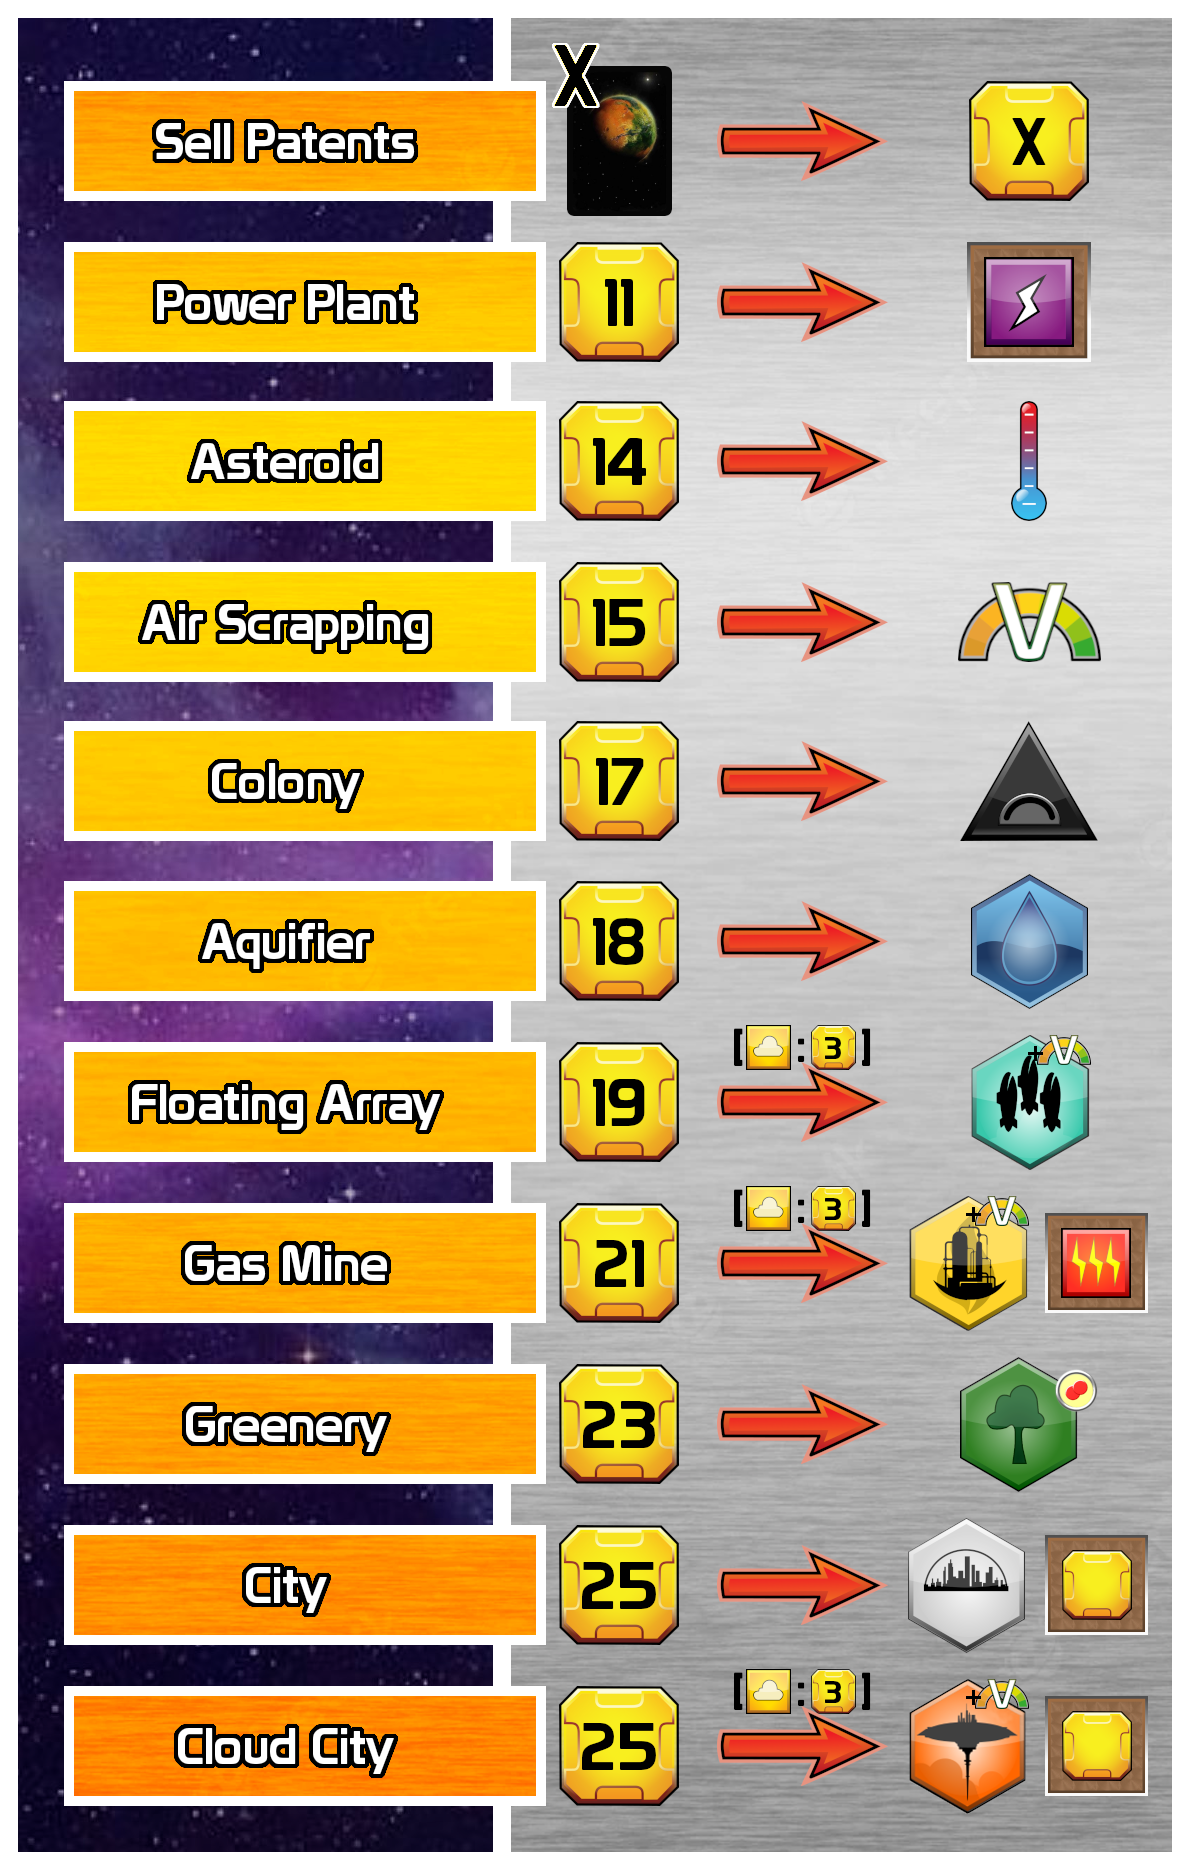 X
Sell Patents X
Power Plant 11
Asteroid 14
Air Scrapping 15 V
Colony 17
Aquifier 18
[ : 3 ]
Floating Array 19 +V
[ : 3 ]
Gas Mine 21 +V
Greenery 23
City 25
[ : 3 ]
Cloud City 25 +V